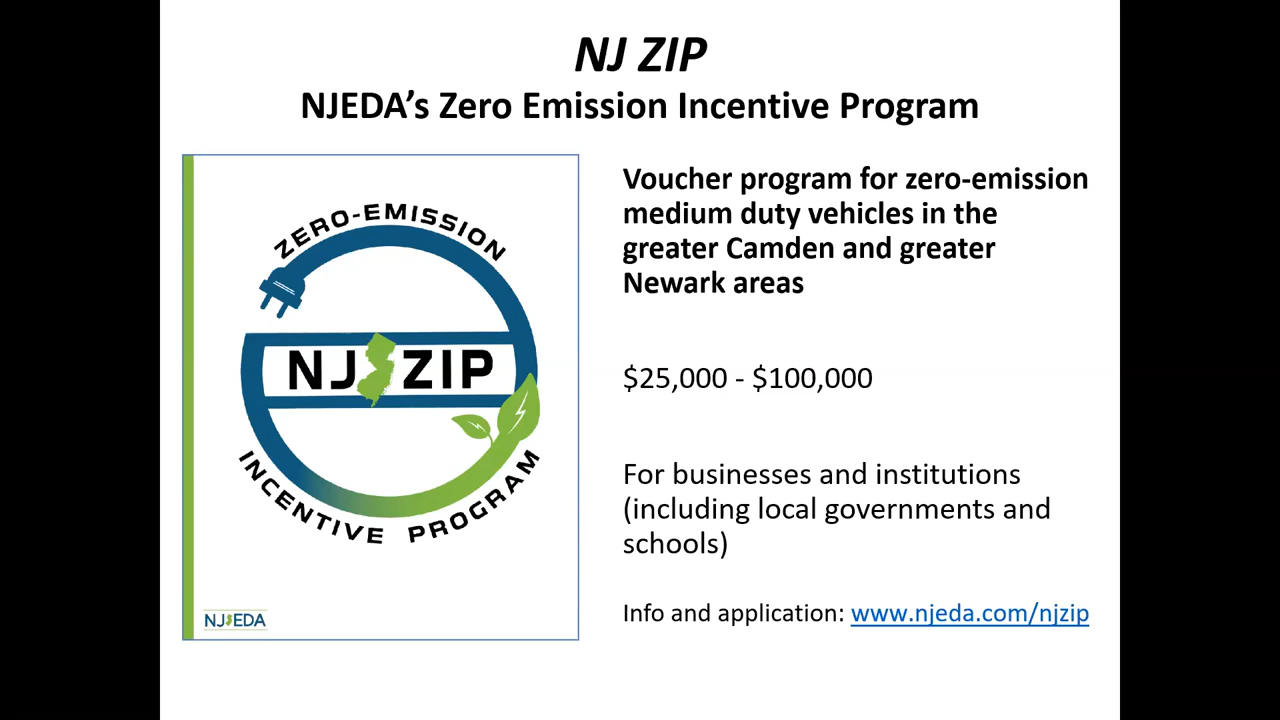 NJ ZIP
NJEDA's Zero Emission Incentive Program
ZERO-EMISSION
NJ ZIP
INCENTIVE PROGRAM
NJEDA
Voucher program for zero-emission
medium duty vehicles in the
greater Camden and greater
Newark areas
$25,000 - $100,000
For businesses and institutions
(including local governments and
schools)
Info and application: www.njeda.com/njzip